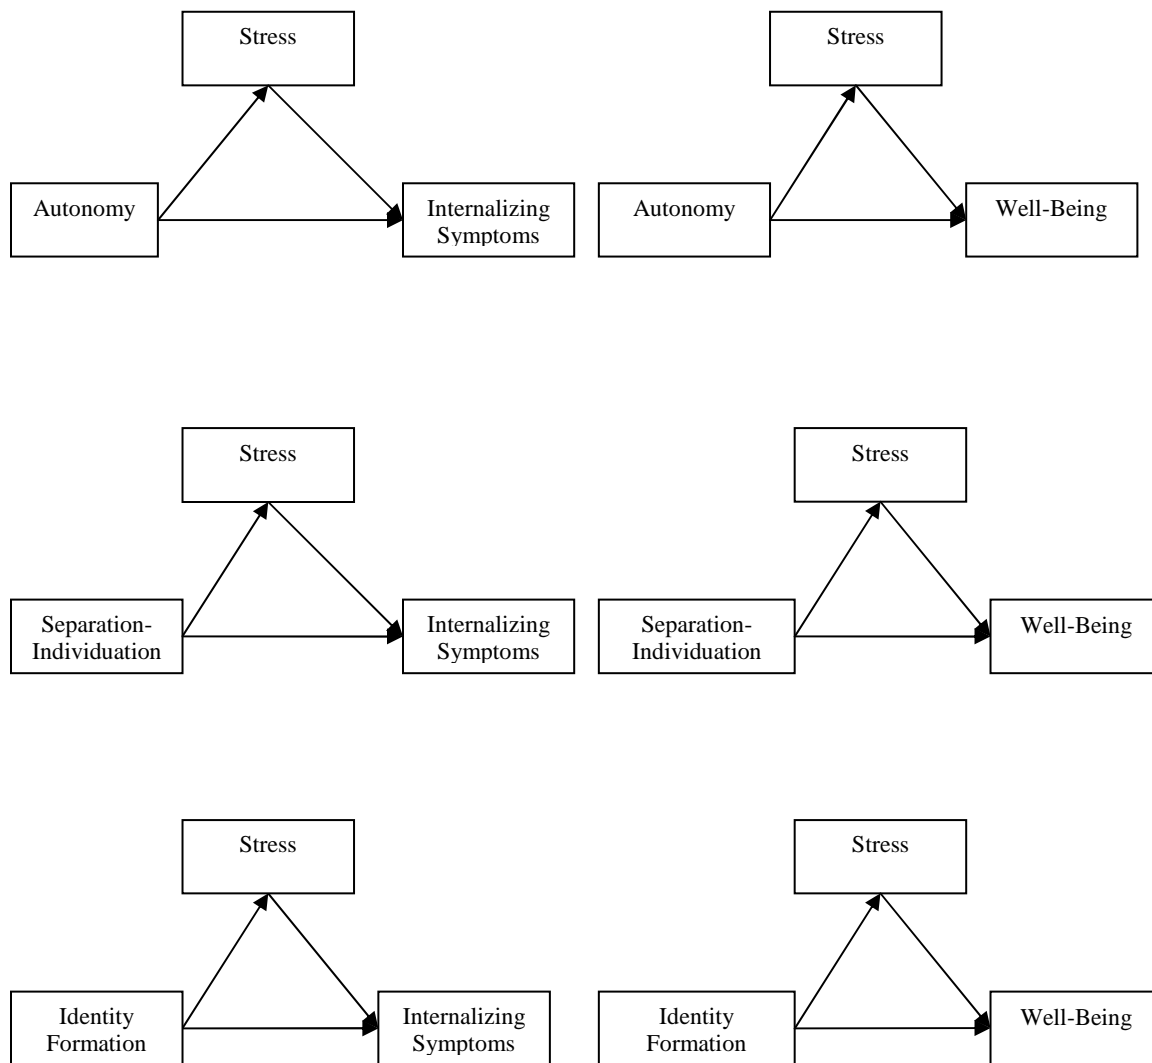 Stress
Stress
Autonomy
Internalizing
Symptoms
Autonomy
Well-Being
Stress
Stress
Separation-
Individuation
Internalizing
Symptoms
Separation-
Individuation
Well-Being
Stress
Stress
Identity
Formation
Internalizing
Symptoms
Identity
Formation
Well-Being